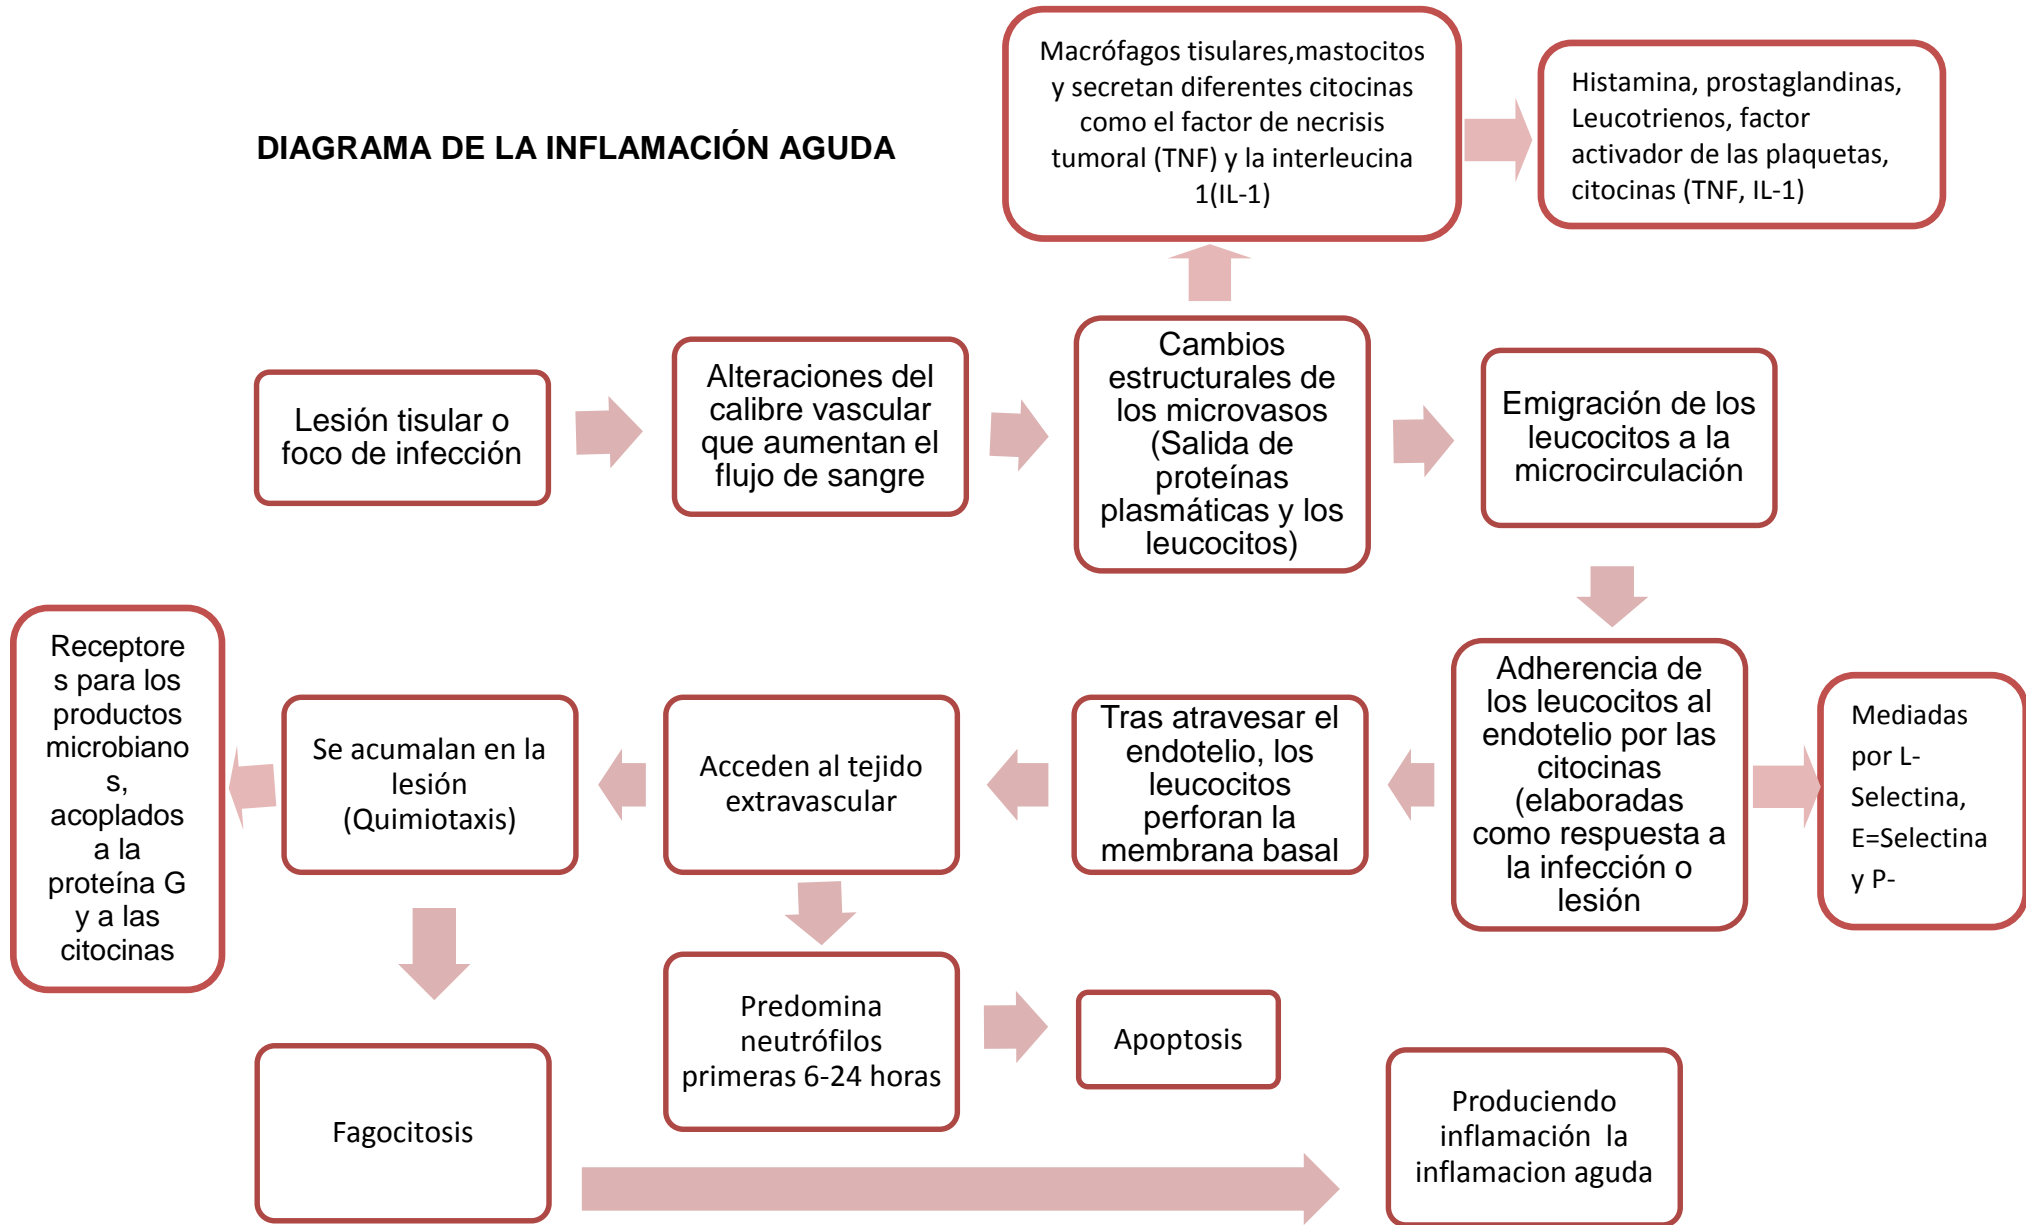 DIAGRAMA DE LA INFLAMACIÓN AGUDA
Macrófagos tisulares,mastocitos
y secretan diferentes citocinas
como el factor de necrisis
tumoral (TNF) y la interleucina
1(IL-1)
Histamina, prostaglandinas,
Leucotrienos, factor
activador de las plaquetas,
citocinas (TNF, IL-1)
Lesión tisular o
foco de infección
Alteraciones del
calibre vascular
que aumentan el
flujo de sangre
Cambios
estructurales de
los microvasos
(Salida de
proteínas
plasmáticas y los
leucocitos)
Emigración de los
leucocitos a la
microcirculación
Adherencia de
los leucocitos al
endotelio por las
citocinas
(elaboradas
como respuesta a
la infección o
lesión
Mediadas
por L-
Selectina,
E=Selectina
y P-
Tras atravesar el
endotelio, los
leucocitos
perforan la
membrana basal
Acceden al tejido
extravascular
Se acumalan en la
lesión
(Quimiotaxis)
Receptore
s para los
productos
microbiano
s,
acoplados
a la
proteína G
y a las
citocinas
Predomina
neutrófilos
primeras 6-24 horas
Apoptosis
Fagocitosis
Produciendo
inflamación la
inflamacion aguda